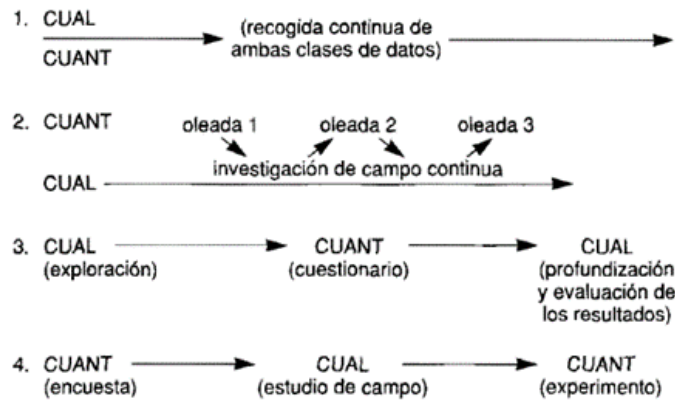 1. CUAL
CUANT
(recogida continua de
ambas clases de datos)
2. CUANT
oleada 1 oleada 2 oleada 3
investigación de campo continua
CUAL
3. CUAL CUANT CUAL
(exploración) (cuestionario) (profundización
y evaluación de
los resultados)
4. CUANT CUAL CUANT
(encuesta) (estudio de campo) (experimento)